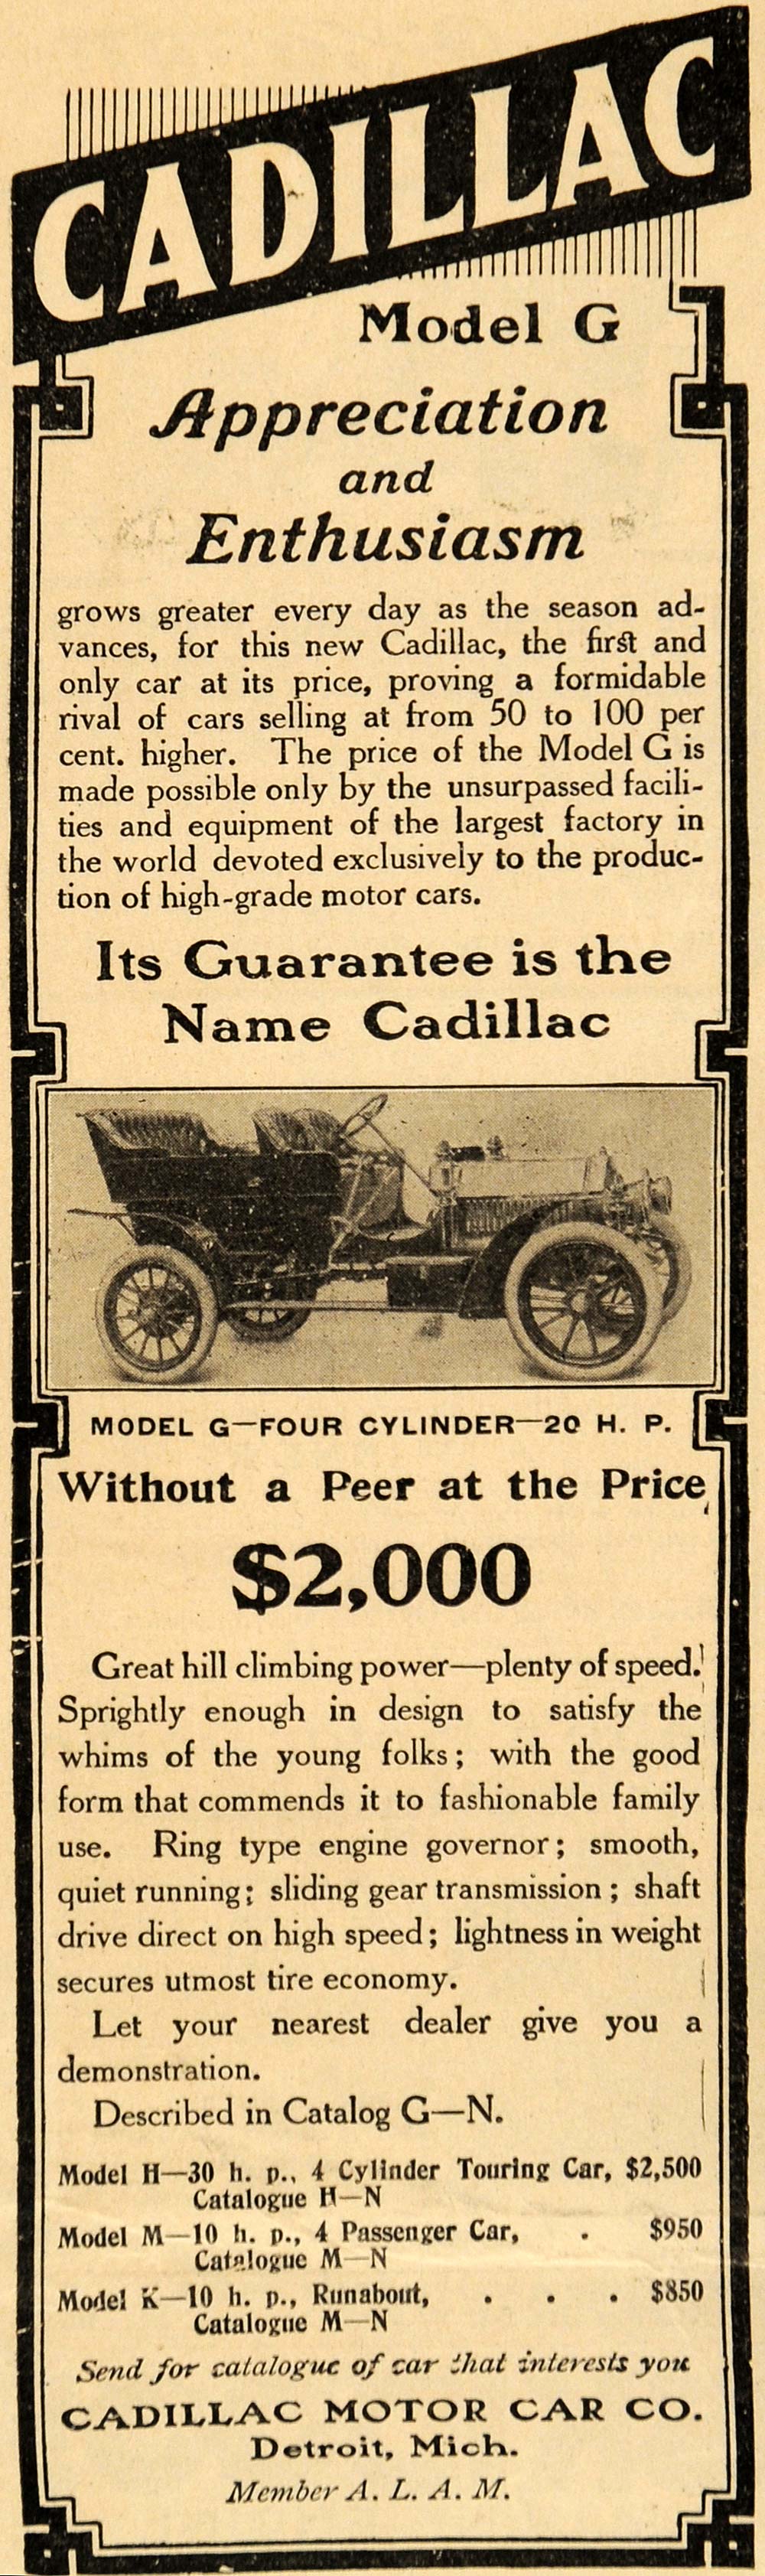 CADILLAC
Model G
Appreciation
and
Enthusiasm
grows greater every day as the season ad-
vances, for this new Cadillac, the first and
only car at its price, proving a formidable
rival of cars selling at from 50 to 100 per
cent. higher. The price of the Model G is
made possible only by the unsurpassed facili-
ties and equipment of the largest factory in
the world devoted exclusively to the produc-
tion of high-grade motor cars.
Its Guarantee is the
Name Cadillac
MODEL G—FOUR CYLINDER—20 H. P.
Without a Peer at the Price,
$2,000
Great hill climbing power—plenty of speed.
Sprightly enough in design to satisfy the
whims of the young folks; with the good
form that commends it to fashionable family
use. Ring type engine governor; smooth,
quiet running; sliding gear transmission; shaft
drive direct on high speed; lightness in weight
secures utmost tire economy.
Let your nearest dealer give you a
demonstration.
Described in Catalog G—N.
Model H—30 h. p., 4 Cylinder Touring Car, $2,500
Catalogue H—N
Model M—10 h. p., 4 Passenger Car, . $950
Catalogue M—N
Model K—10 h. p., Runabout, . . . $850
Catalogue M—N
Send for catalogue of car that interests you
CADILLAC MOTOR CAR CO.
Detroit, Mich.
Member A. L. A. M.